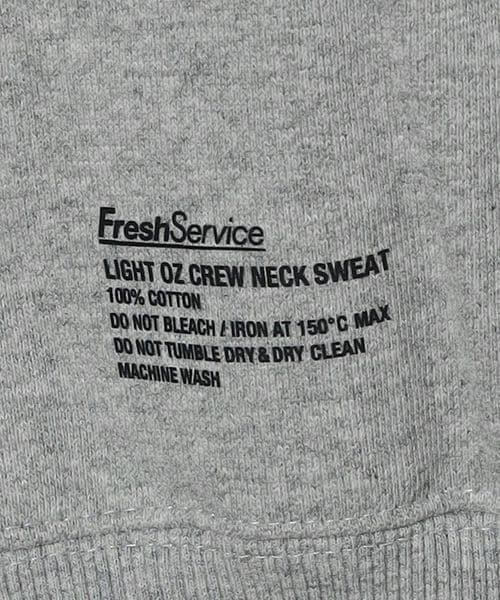 FreshService
LIGHT OZ CREW NECK SWEAT
100% COTTON
DO NOT BLEACH / IRON AT 150°C MAX
DO NOT TUMBLE DRY & DRY CLEAN
MACHINE WASH